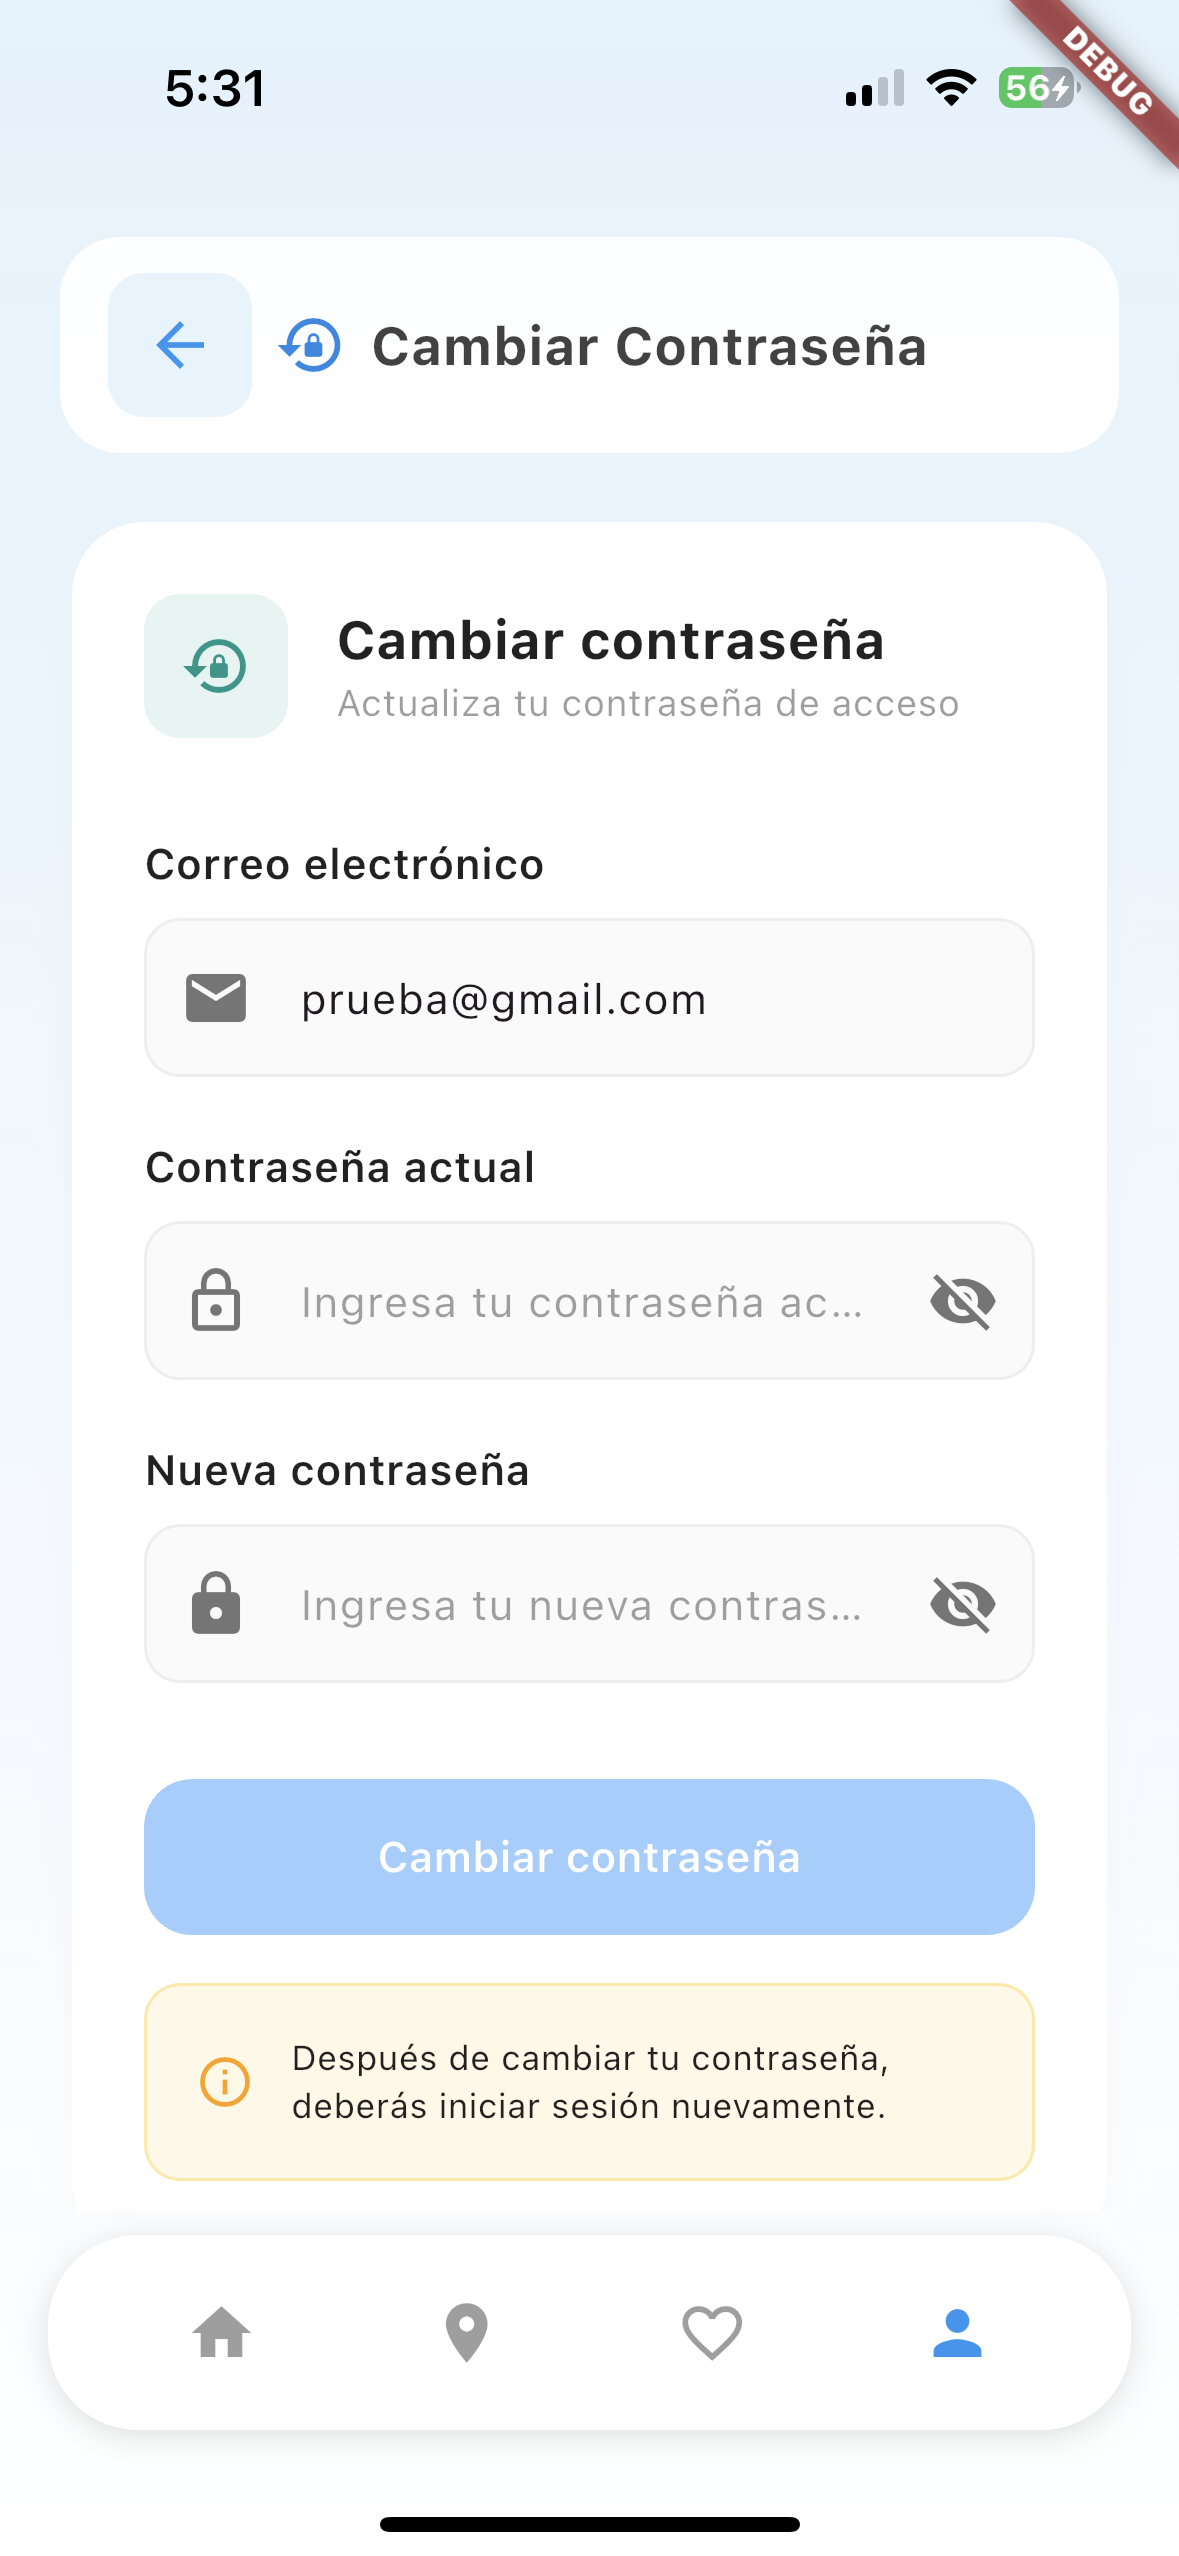 5:31
56
DEBUG
Cambiar Contraseña
Cambiar contraseña
Actualiza tu contraseña de acceso
Correo electrónico
prueba@gmail.com
Contraseña actual
Ingresa tu contraseña ac...
Nueva contraseña
Ingresa tu nueva contras...
Cambiar contraseña
Después de cambiar tu contraseña,
deberás iniciar sesión nuevamente.